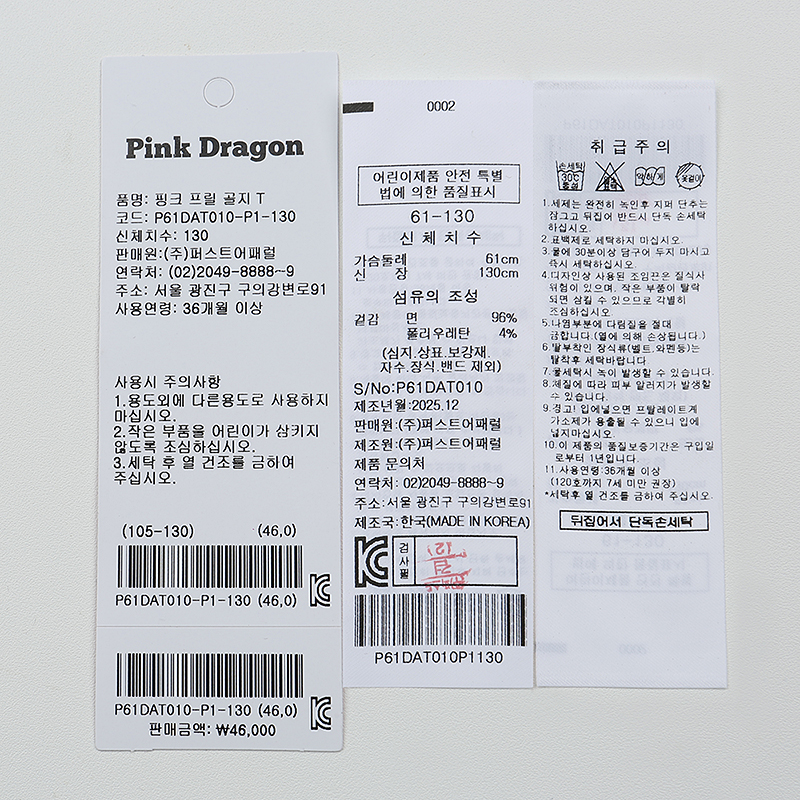 Pink Dragon
품명: 핑크 프릴 골지 T
코드: P61DAT010-P1-130
신체치수: 130
판매원:(주)퍼스트어패럴
연락처: (02)2049-8888~9
주소: 서울 광진구 구의강변로91
사용연령: 36개월 이상
사용시 주의사항
1.용도외에 다른용도로 사용하지
마십시오.
2.작은 부품을 어린이가 삼키지
않도록 조심하십시오.
3.세탁 후 열 건조를 금하여
주십시오.
(105-130) (46,0)
P61DAT010-P1-130 (46,0)
P61DAT010-P1-130 (46,0)
판매금액: ₩46,000
0002
어린이제품 안전 특별
법에 의한 품질표시
61-130
신체치수
가슴둘레 61cm
신 장 130cm
섬유의 조성
겉감 면 96%
폴리우레탄 4%
(심지.상표.보강재.
자수.장식.밴드 제외)
S/No:P61DAT010
제조년월:2025.12
판매원:(주)퍼스트어패럴
제조원:(주)퍼스트어패럴
제품 문의처
연락처: 02)2049-8888~9
주소:서울 광진구 구의강변로91
제조국:한국(MADE IN KOREA)
검사필
P61DAT010P1130
취급주의
손세탁
30℃
중성
약하게
옷걸이
1.세제는 완전히 녹인후 지퍼 단추는
잠그고 뒤집어 반드시 단독 손세탁
하십시오.
2.표백제로 세탁하지 마십시오.
3.물에 30분이상 담구어 두지 마시고
즉시 세탁하십시오.
4.디자인상 사용된 조임끈은 질식사
위험이 있으며, 작은 부품이 탈락
되면 삼킬 수 있으므로 각별히
조심하십시오.
5.나염부분에 다림질을 절대
금합니다.(열에 의해 손상됩니다.)
6.탈부착인 장식류(벨트.와펜등)는
탈착후 세탁바랍니다.
7.물세탁시 녹이 발생할 수 있습니다.
8.체질에 따라 피부 알러지가 발생할
수 있습니다.
9.경고! 입에넣으면 프탈레이트계
가소제가 용출될 수 있으니 입에
넣지마십시오.
10.이 제품의 품질보증기간은 구입일
로부터 1년입니다.
11.사용연령:36개월 이상
(120호까지 7세 미만 권장)
*세탁후 열 건조를 금하여 주십시오.
뒤집어서 단독손세탁